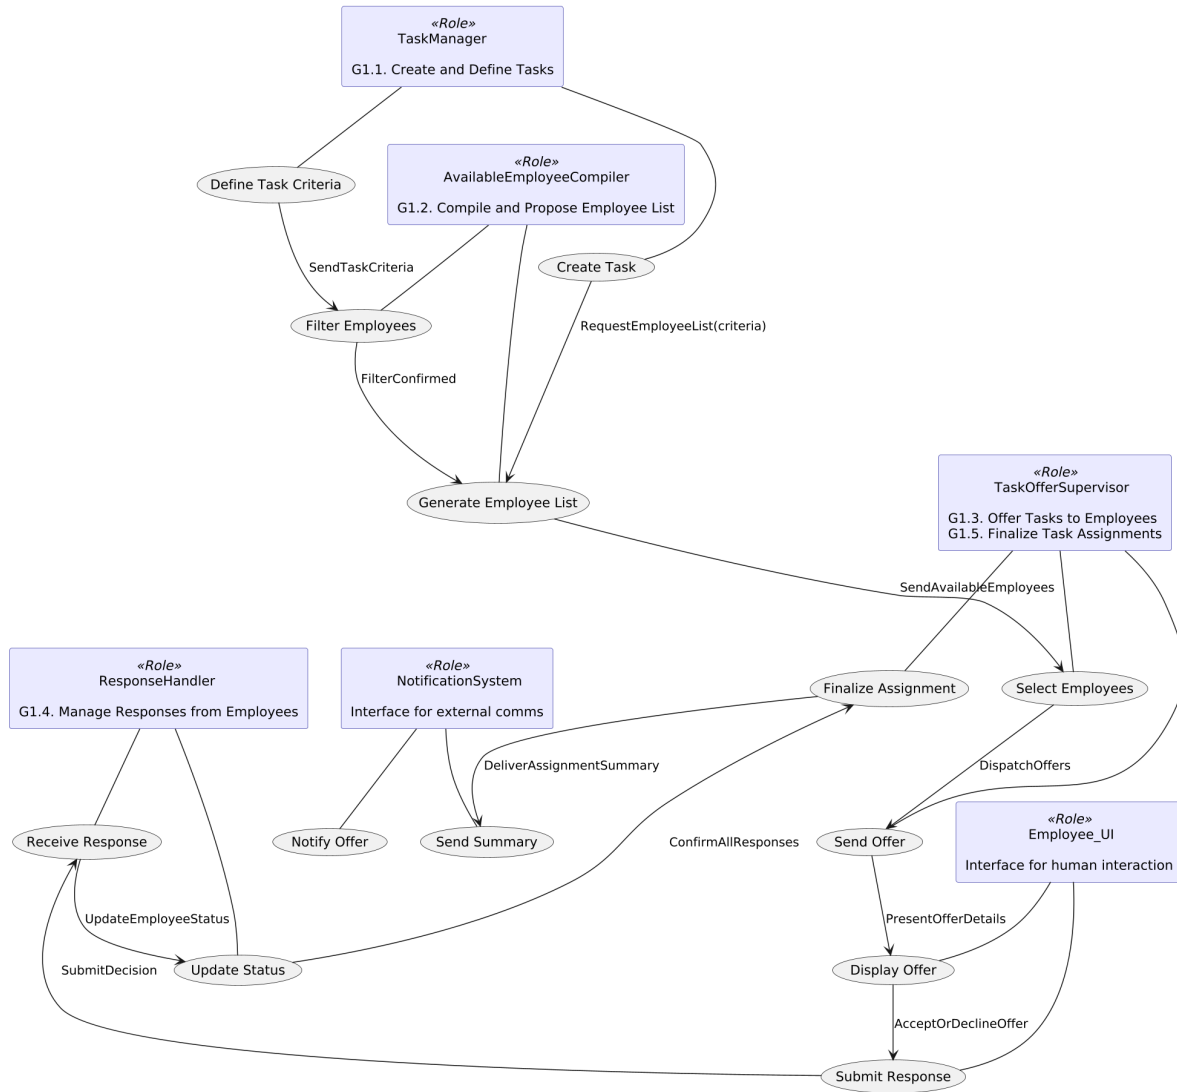 «Role»
TaskManager
G1.1. Create and Define Tasks
«Role»
AvailableEmployeeCompiler
G1.2. Compile and Propose Employee List
Define Task Criteria
Create Task
SendTaskCriteria
Filter Employees
RequestEmployeeList(criteria)
FilterConfirmed
Generate Employee List
«Role»
TaskOfferSupervisor
G1.3. Offer Tasks to Employees
G1.5. Finalize Task Assignments
SendAvailableEmployees
«Role»
ResponseHandler
G1.4. Manage Responses from Employees
«Role»
NotificationSystem
Interface for external comms
Finalize Assignment
Select Employees
DeliverAssignmentSummary
DispatchOffers
Receive Response
Notify Offer
Send Summary
ConfirmAllResponses
Send Offer
«Role»
Employee_UI
Interface for human interaction
UpdateEmployeeStatus
PresentOfferDetails
SubmitDecision
Update Status
Display Offer
AcceptOrDeclineOffer
Submit Response